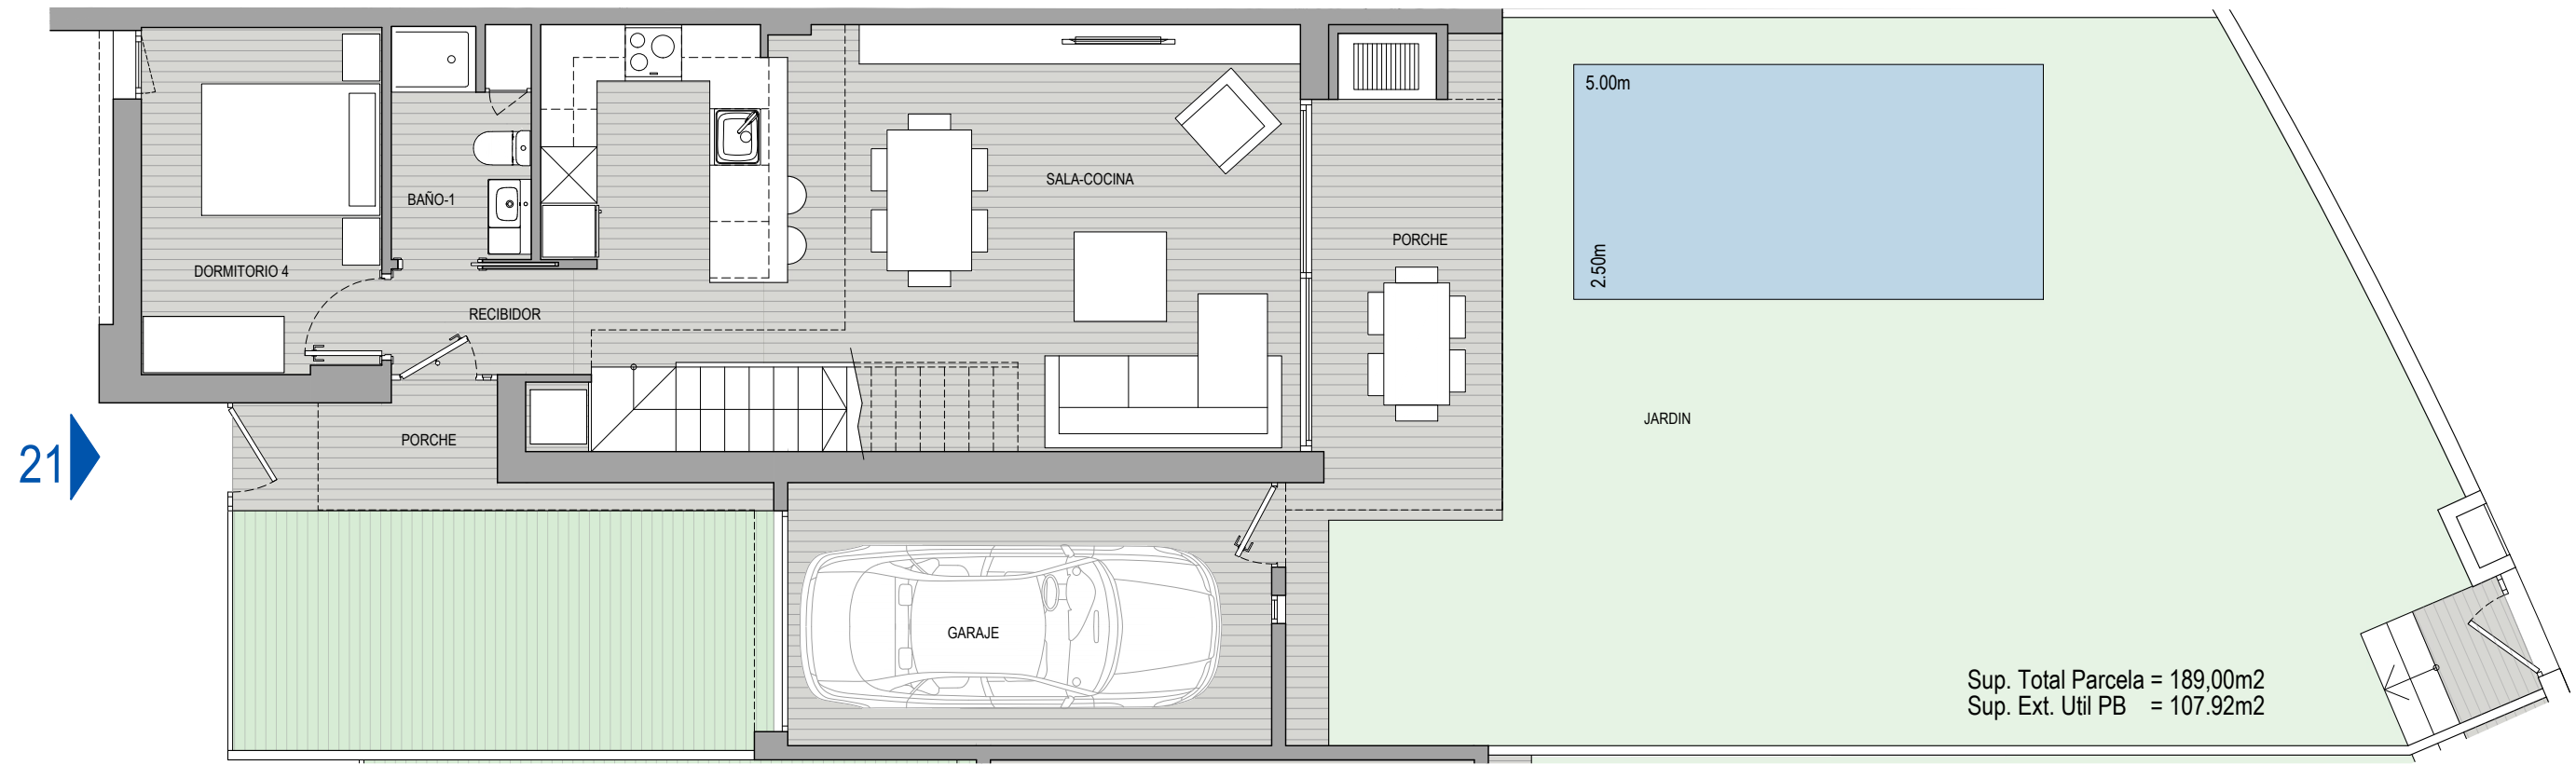 5.00m
2.50m
SALA-COCINA
BAÑO-1
PORCHE
DORMITORIO 4
RECIBIDOR
JARDIN
PORCHE
21
GARAJE
Sup. Total Parcela = 189,00m2
Sup. Ext. Util PB = 107.92m2